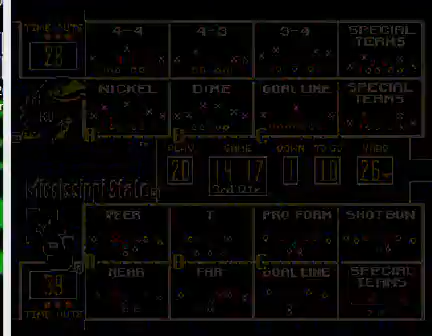 TIME OUTS 4-4 4-3 3-4 SPECIAL TEAMS
28
NICKEL DIME GOAL LINE SPECIAL TEAMS
KU
PLAY GAME DOWN TO GO YARD
20 14 17 1 10 26
Mississippi State
PEER T PRO FORM SHOTGUN
NEAR FAR GOAL LINE SPECIAL TEAMS
39
TIME OUTS